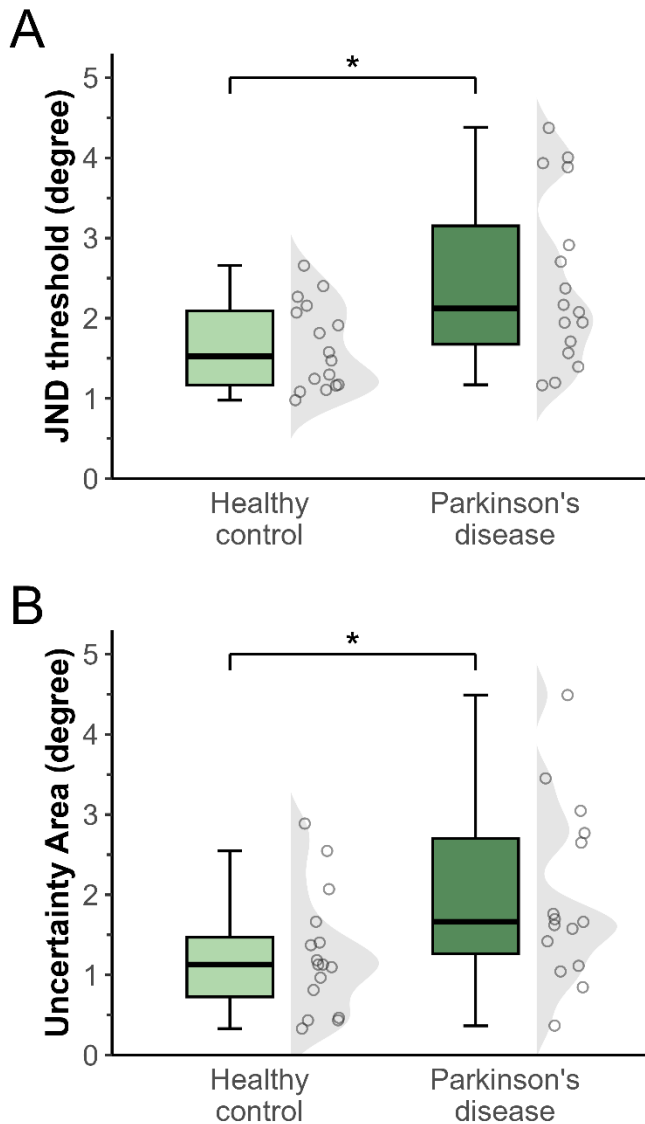 A
JND threshold (degree)
5
4
3
2
1
0
*
Healthy
control
Parkinson's
disease
B
Uncertainty Area (degree)
5
4
3
2
1
0
*
Healthy
control
Parkinson's
disease